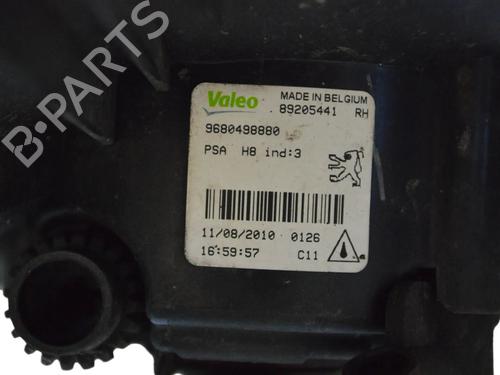 B-PARTS
Valeo MADE IN BELGIUM
89205441 RH
9680498880
PSA H8 ind:3
11/08/2010 0126
16:59:57 C11